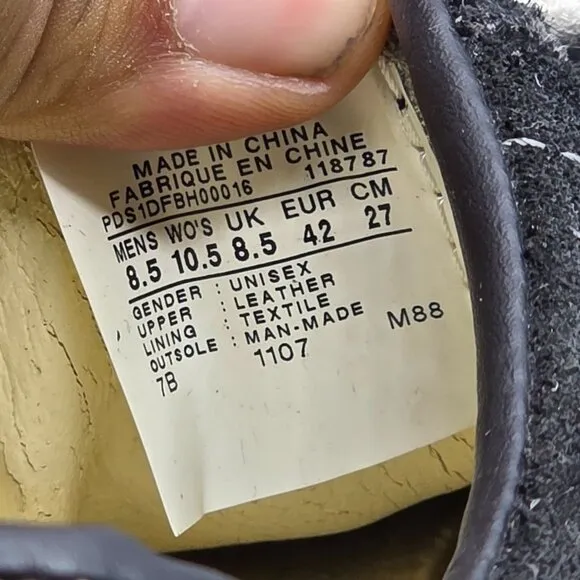 MADE IN CHINA
FABRIQUE EN CHINE
PDS1DFBH00016 118787
MENS WO'S UK EUR CM
8.5 10.5 8.5 42 27
GENDER : UNISEX
UPPER : LEATHER
LINING : TEXTILE
OUTSOLE : MAN-MADE
7B 1107 M88